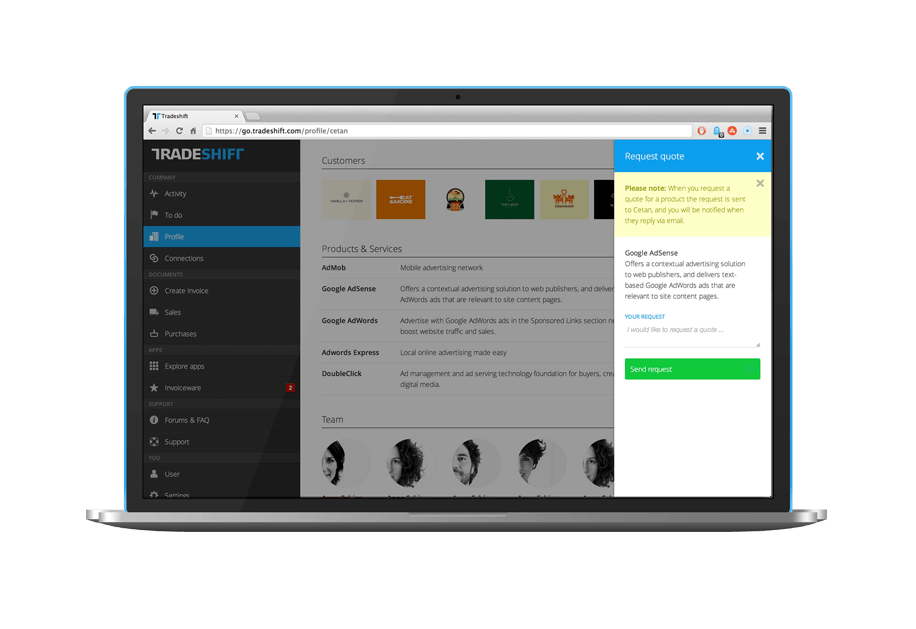 Tradeshift
https://go.tradeshift.com/profile/cetan
TRADESHIFT
COMPANY
Activity
To do
Profile
Connections
DOCUMENTS
Create Invoice
Sales
Purchases
APPS
Explore apps
Invoiceware
2
SUPPORT
Forums & FAQ
Support
YOU
User
Settings
Customers
EAT
&MORE
Products & Services
AdMob
Mobile advertising network
Google AdSense
Offers a contextual advertising solution to web publishers, and deliver
AdWords ads that are relevant to site content pages.
Google AdWords
Advertise with Google AdWords ads in the Sponsored Links section ne
boost website traffic and sales.
Adwords Express
Local online advertising made easy
DoubleClick
Ad management and ad serving technology foundation for buyers, crea
digital media.
Team
Request quote
Please note: When you request a
quote for a product the request is sent
to Cetan, and you will be notified when
they reply via email.
Google AdSense
Offers a contextual advertising solution
to web publishers, and delivers text-
based Google AdWords ads that are
relevant to site content pages.
YOUR REQUEST
I would like to request a quote ...
Send request